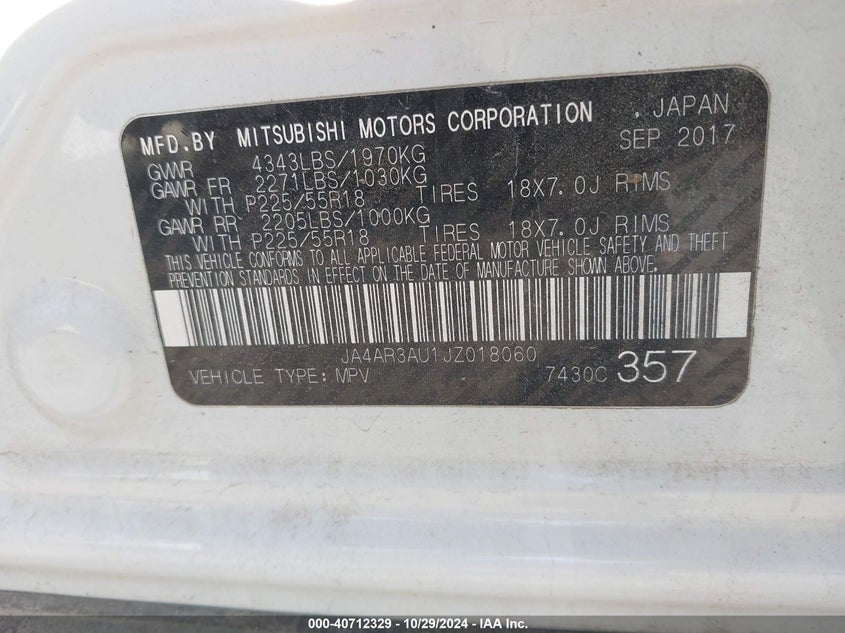 MFD.BY MITSUBISHI MOTORS CORPORATION . JAPAN
SEP 2017
GVWR 4343LBS/1970KG
GAWR FR 2271LBS/1030KG
WITH P225/55R18 TIRES 18X7.0J RIMS
GAWR RR 2205LBS/1000KG
WITH P225/55R18 TIRES 18X7.0J RIMS
THIS VEHICLE CONFORMS TO ALL APPLICABLE FEDERAL MOTOR VEHICLE SAFETY AND THEFT
PREVENTION STANDARDS IN EFFECT ON THE DATE OF MANUFACTURE SHOWN ABOVE.
JA4AR3AU1JZ018060
VEHICLE TYPE: MPV 7430C 357
000-40712329 - 10/29/2024 - IAA Inc.